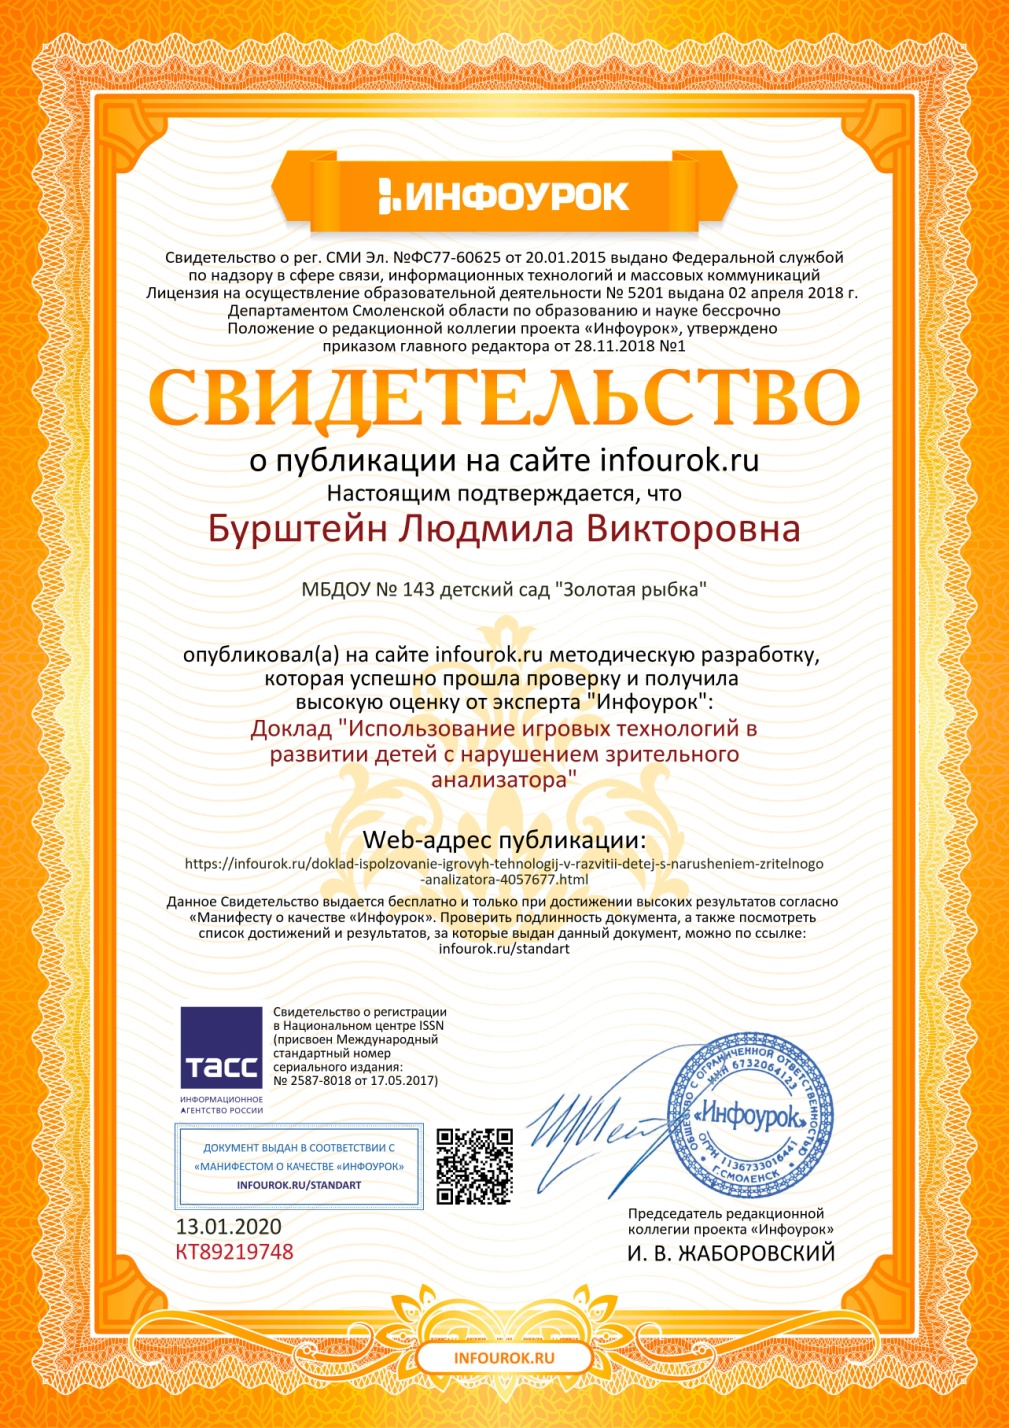 ИНФОУРОК
Свидетельство о рег. СМИ Эл. №ФС77-60625 от 20.01.2015 выдано Федеральной службой
по надзору в сфере связи, информационных технологий и массовых коммуникаций
Лицензия на осуществление образовательной деятельности № 5201 выдана 02 апреля 2018 г.
Департаментом Смоленской области по образованию и науке бессрочно
Положение о редакционной коллегии проекта «Инфоурок», утверждено
приказом главного редактора от 28.11.2018 №1
СВИДЕТЕЛЬСТВО
о публикации на сайте infourok.ru
Настоящим подтверждается, что
Бурштейн Людмила Викторовна
МБДОУ № 143 детский сад "Золотая рыбка"
опубликовал(а) на сайте infourok.ru методическую разработку,
которая успешно прошла проверку и получила
высокую оценку от эксперта "Инфоурок":
Доклад "Использование игровых технологий в
развитии детей с нарушением зрительного
анализатора"
Web-адрес публикации:
https://infourok.ru/doklad-ispolzovanie-igrovyh-tehnologij-v-razvitii-detej-s-narusheniem-zritelnogo
-analizatora-4057677.html
Данное Свидетельство выдается бесплатно и только при достижении высоких результатов согласно
«Манифесту о качестве «Инфоурок». Проверить подлинность документа, а также посмотреть
список достижений и результатов, за которые выдан данный документ, можно по ссылке:
infourok.ru/standart
Свидетельство о регистрации
в Национальном центре ISSN
(присвоен Международный
стандартный номер
сериального издания:
№ 2587-8018 от 17.05.2017)
ТАСС
ИНФОРМАЦИОННОЕ
АГЕНТСТВО РОССИИ
ДОКУМЕНТ ВЫДАН В СООТВЕТСТВИИ С
«МАНИФЕСТОМ О КАЧЕСТВЕ «ИНФОУРОК»
INFOUROK.RU/STANDART
ОБЩЕСТВО С ОГРАНИЧЕННОЙ ОТВЕТСТВЕННОСТЬЮ
ИНН 6732064123
«Инфоурок»
ОГРН 1136733016441
г.СМОЛЕНСК
13.01.2020
КТ89219748
Председатель редакционной
коллегии проекта «Инфоурок»
И. В. ЖАБОРОВСКИЙ
INFOUROK.RU